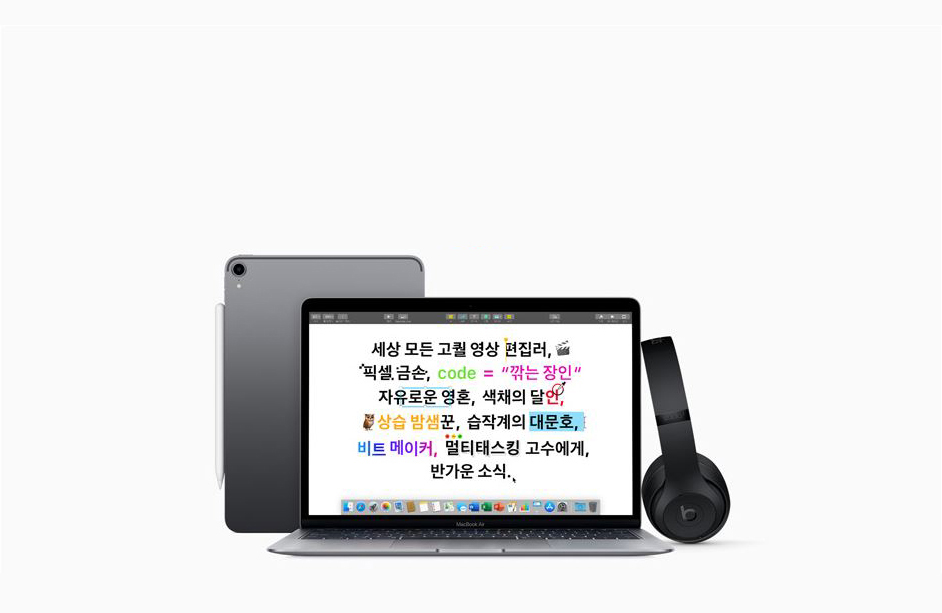 세상 모든 고퀄 영상 편집러,
픽셀 금손, code = "깎는 장인"
자유로운 영혼, 색채의 달인,
상습 밤샘꾼, 습작계의 대문호,
비트 메이커, 멀티태스킹 고수에게,
반가운 소식.
MacBook Air